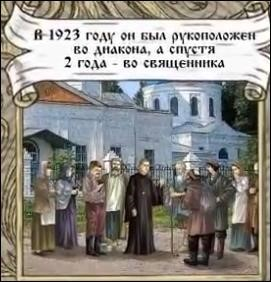 В 1923 году он был рукоположен
во диакона, а спустя
2 года - во священника